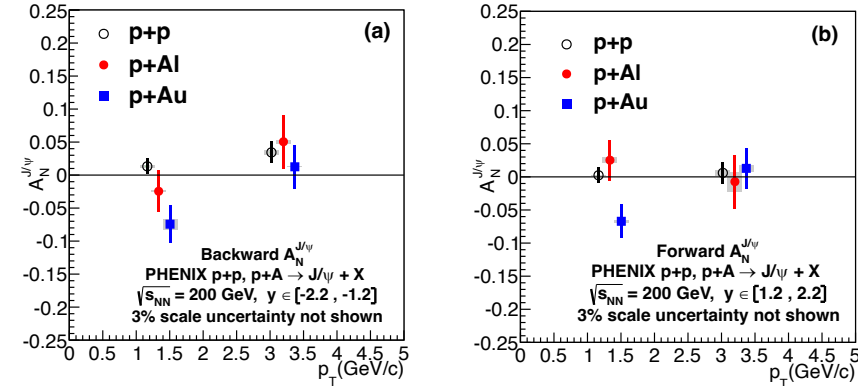 (a)
p+p
p+Al
p+Au
A_N^{J/ψ}
0.25
0.2
0.15
0.1
0.05
0
-0.05
-0.1
-0.15
-0.2
-0.25
Backward A_N^{J/ψ}
PHENIX p+p, p+A → J/ψ + X
√s_{NN} = 200 GeV, y ∈ [-2.2 , -1.2]
3% scale uncertainty not shown
0 0.5 1 1.5 2 2.5 3 3.5 4 4.5 5
p_T(GeV/c)
(b)
p+p
p+Al
p+Au
A_N^{J/ψ}
0.25
0.2
0.15
0.1
0.05
0
-0.05
-0.1
-0.15
-0.2
-0.25
Forward A_N^{J/ψ}
PHENIX p+p, p+A → J/ψ + X
√s_{NN} = 200 GeV, y ∈ [1.2 , 2.2]
3% scale uncertainty not shown
0 0.5 1 1.5 2 2.5 3 3.5 4 4.5 5
p_T(GeV/c)